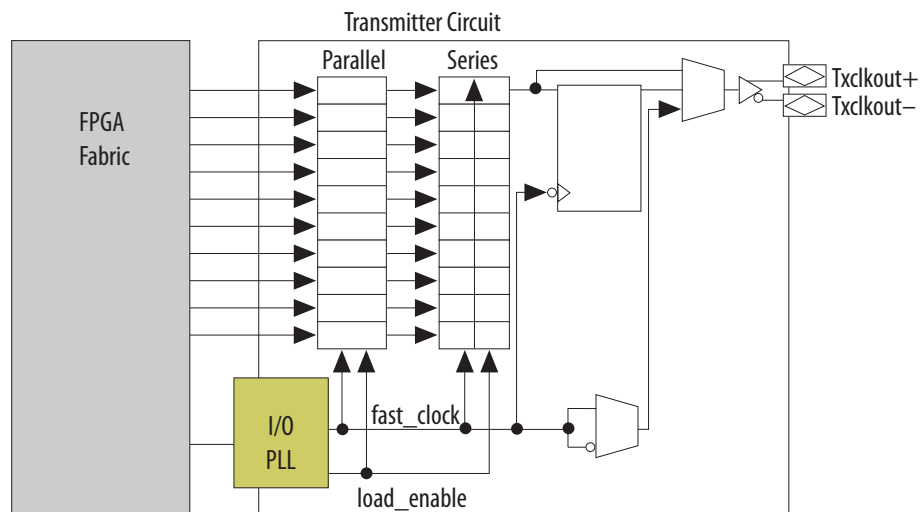 Transmitter Circuit
Parallel
Series
Txclkout+
Txclkout–
FPGA
Fabric
fast_clock
I/O
PLL
load_enable